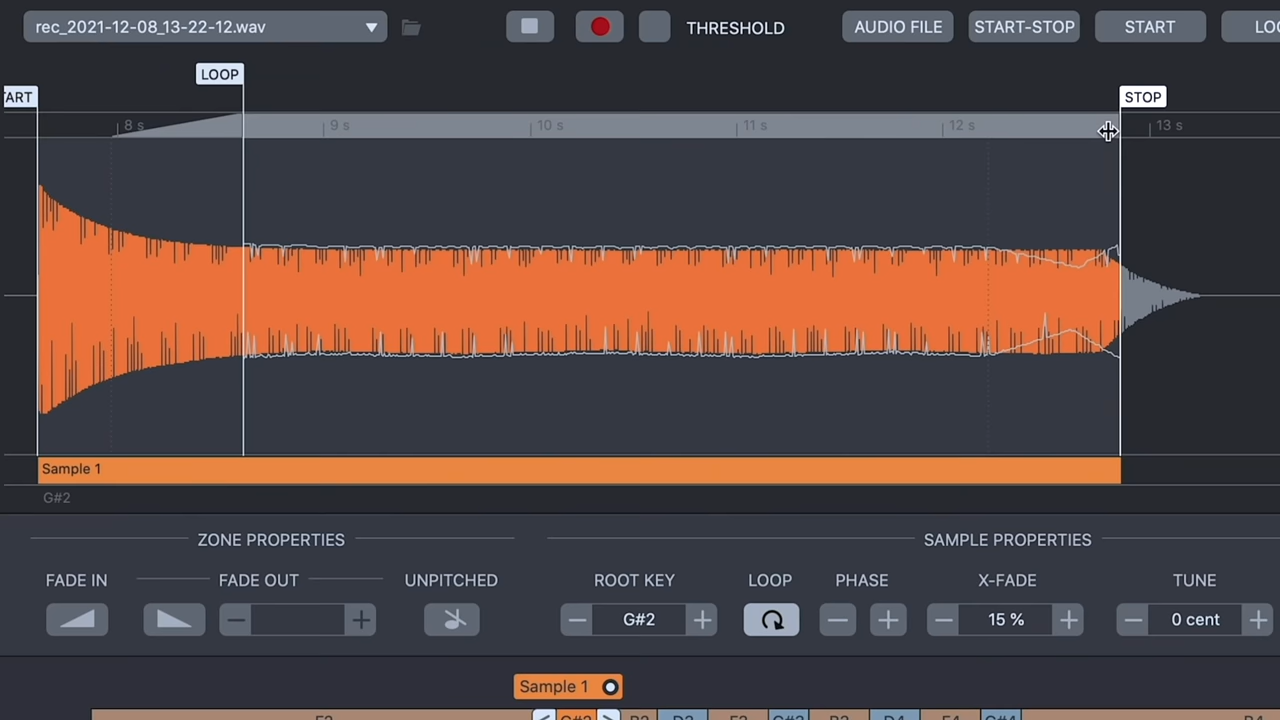 rec_2021-12-08_13-22-12.wav THRESHOLD AUDIO FILE START-STOP START LO
LOOP
ART STOP
8 s 9 s 10 s 11 s 12 s 13 s
Sample 1
G#2
ZONE PROPERTIES SAMPLE PROPERTIES
FADE IN FADE OUT UNPITCHED ROOT KEY LOOP PHASE X-FADE TUNE
G#2 15 % 0 cent
Sample 1